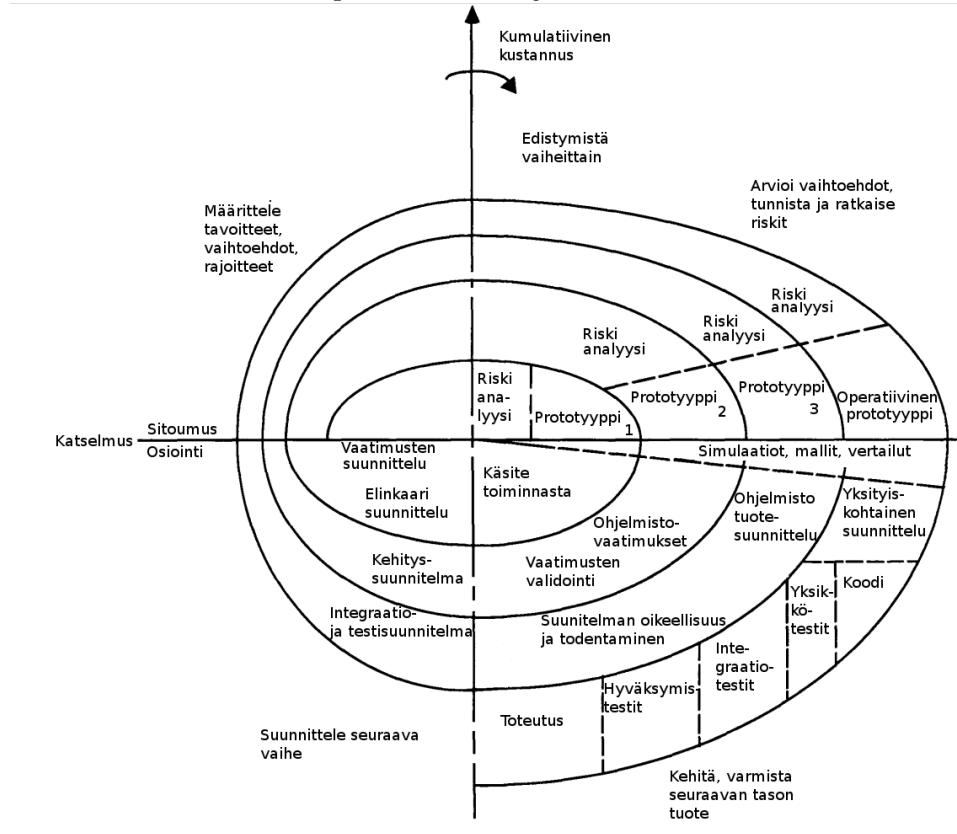 Kumulatiivinen
kustannus
Edistymistä
vaiheittain
Arvioi vaihtoehdot,
tunnista ja ratkaise
riskit
Määrittele
tavoitteet,
vaihtoehdot,
rajoitteet
Riski
analyysi
Riski
analyysi
Riski
analyysi
Riski
ana-
lyysi
Prototyyppi
1
Prototyyppi
2
Prototyyppi
3
Operatiivinen
prototyyppi
Katselmus
Sitoumus
Osiointi
Vaatimusten
suunnittelu
Elinkaari
suunnittelu
Käsite
toiminnasta
Simulaatiot, mallit, vertailut
Ohjelmisto-
vaatimukset
Ohjelmisto
tuote-
suunnittelu
Yksityis-
kohtainen
suunnittelu
Kehitys-
suunnitelma
Vaatimusten
validointi
Yksik-
kö-
testit
Koodi
Integraatio-
ja testisuunnitelma
Suunitelman oikeellisuus
ja todentaminen
Inte-
graatio-
testit
Hyväksymis-
testit
Toteutus
Suunnittele seuraava
vaihe
Kehitä, varmista
seuraavan tason
tuote